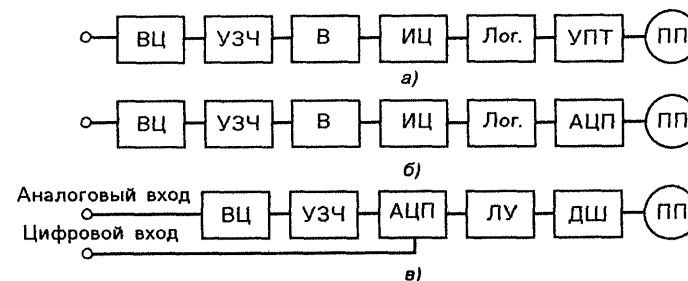 ВЦ УЗЧ В ИЦ Лог. УПТ ПП
а)
ВЦ УЗЧ В ИЦ Лог. АЦП ПП
б)
Аналоговый вход
ВЦ УЗЧ АЦП ЛУ ДШ ПП
Цифровой вход
в)